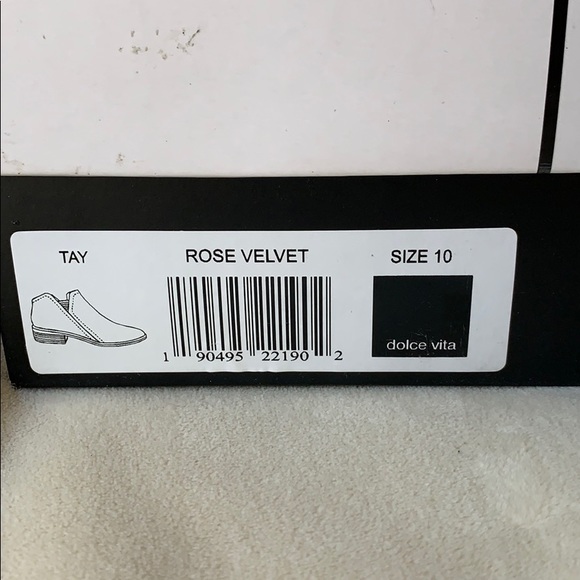 TAY ROSE VELVET SIZE 10
dolce vita
1 90495 22190 2